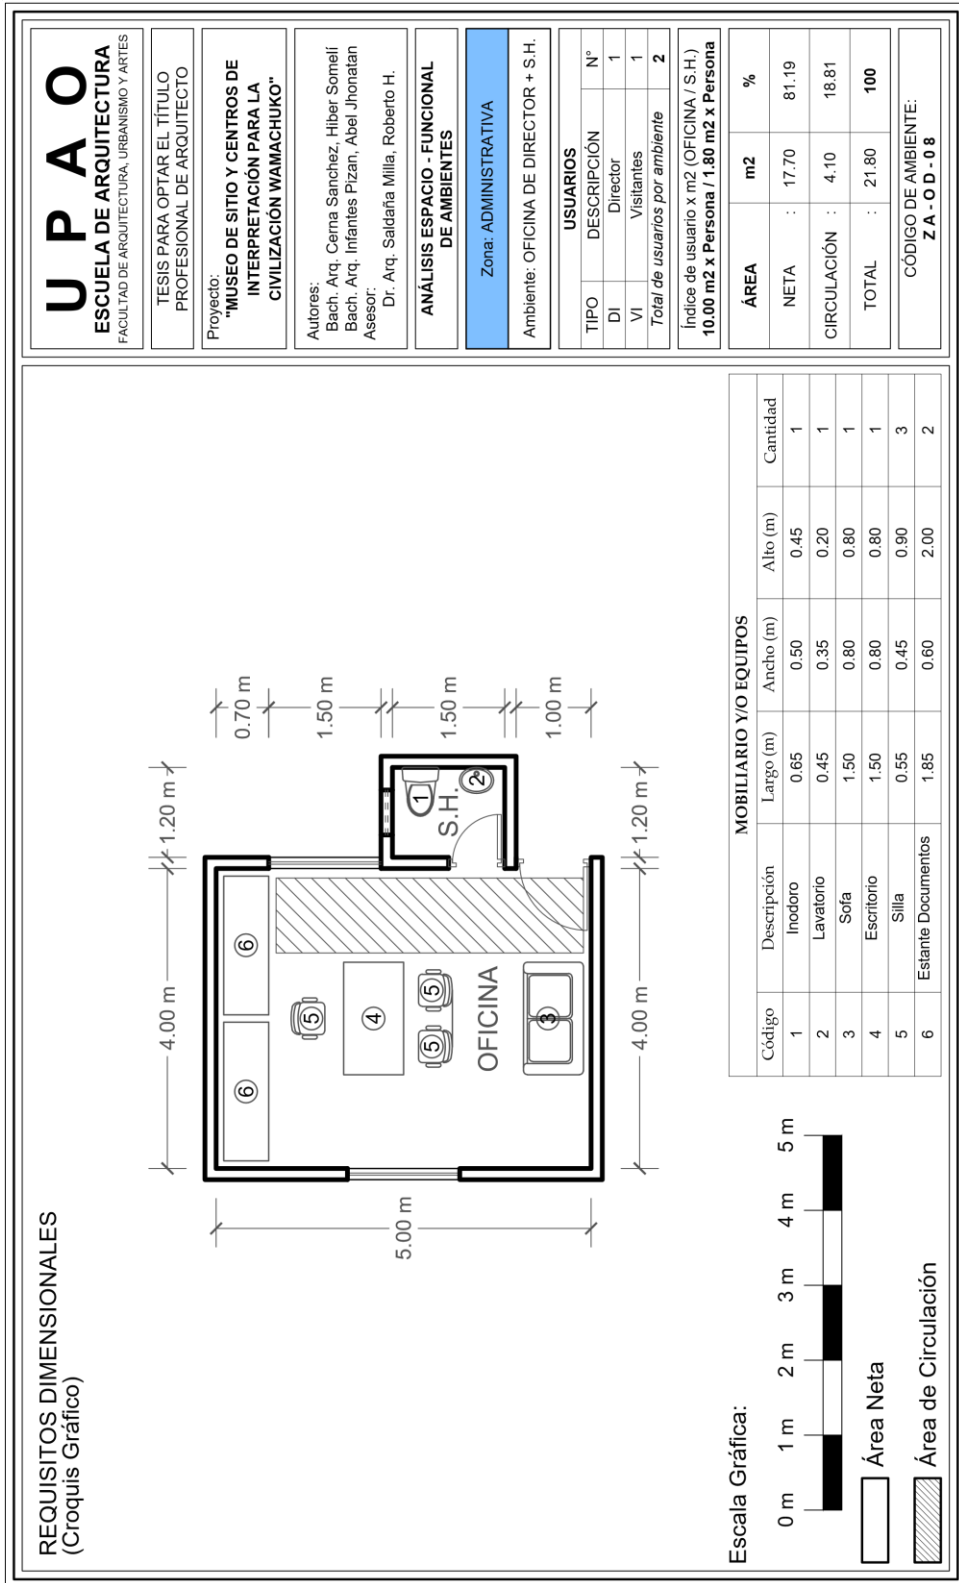 REQUISITOS DIMENSIONALES
(Croquis Gráfico)
4.00 m
1.20 m
0.70 m
1.50 m
1.50 m
1.00 m
5.00 m
4.00 m
1.20 m
6
6
5
4
5
5
OFICINA
3
S.H.
1
2
Escala Gráfica:
0 m 1 m 2 m 3 m 4 m 5 m
Área Neta
Área de Circulación
MOBILIARIO Y/O EQUIPOS
Código Descripción Largo (m) Ancho (m) Alto (m) Cantidad
1 Inodoro 0.65 0.50 0.45 1
2 Lavatorio 0.45 0.35 0.20 1
3 Sofa 1.50 0.80 0.80 1
4 Escritorio 1.50 0.80 0.80 1
5 Silla 0.55 0.45 0.90 3
6 Estante Documentos 1.85 0.60 2.00 2
U P A O
ESCUELA DE ARQUITECTURA
FACULTAD DE ARQUITECTURA, URBANISMO Y ARTES
TESIS PARA OPTAR EL TÍTULO
PROFESIONAL DE ARQUITECTO
Proyecto:
"MUSEO DE SITIO Y CENTROS DE
INTERPRETACIÓN PARA LA
CIVILIZACIÓN WAMACHUKO"
Autores:
Bach. Arq. Cerna Sanchez, Hiber Someli
Bach. Arq. Infantes Pizan, Abel Jhonatan
Asesor:
Dr. Arq. Saldaña Milla, Roberto H.
ANÁLISIS ESPACIO - FUNCIONAL
DE AMBIENTES
Zona: ADMINISTRATIVA
Ambiente: OFICINA DE DIRECTOR + S.H.
USUARIOS
TIPO DESCRIPCIÓN N°
DI Director 1
VI Visitantes 1
Total de usuarios por ambiente 2
Índice de usuario x m2 (OFICINA / S.H.)
10.00 m2 x Persona / 1.80 m2 x Persona
ÁREA m2 %
NETA : 17.70 81.19
CIRCULACIÓN : 4.10 18.81
TOTAL : 21.80 100
CÓDIGO DE AMBIENTE:
Z A - O D - 0 8